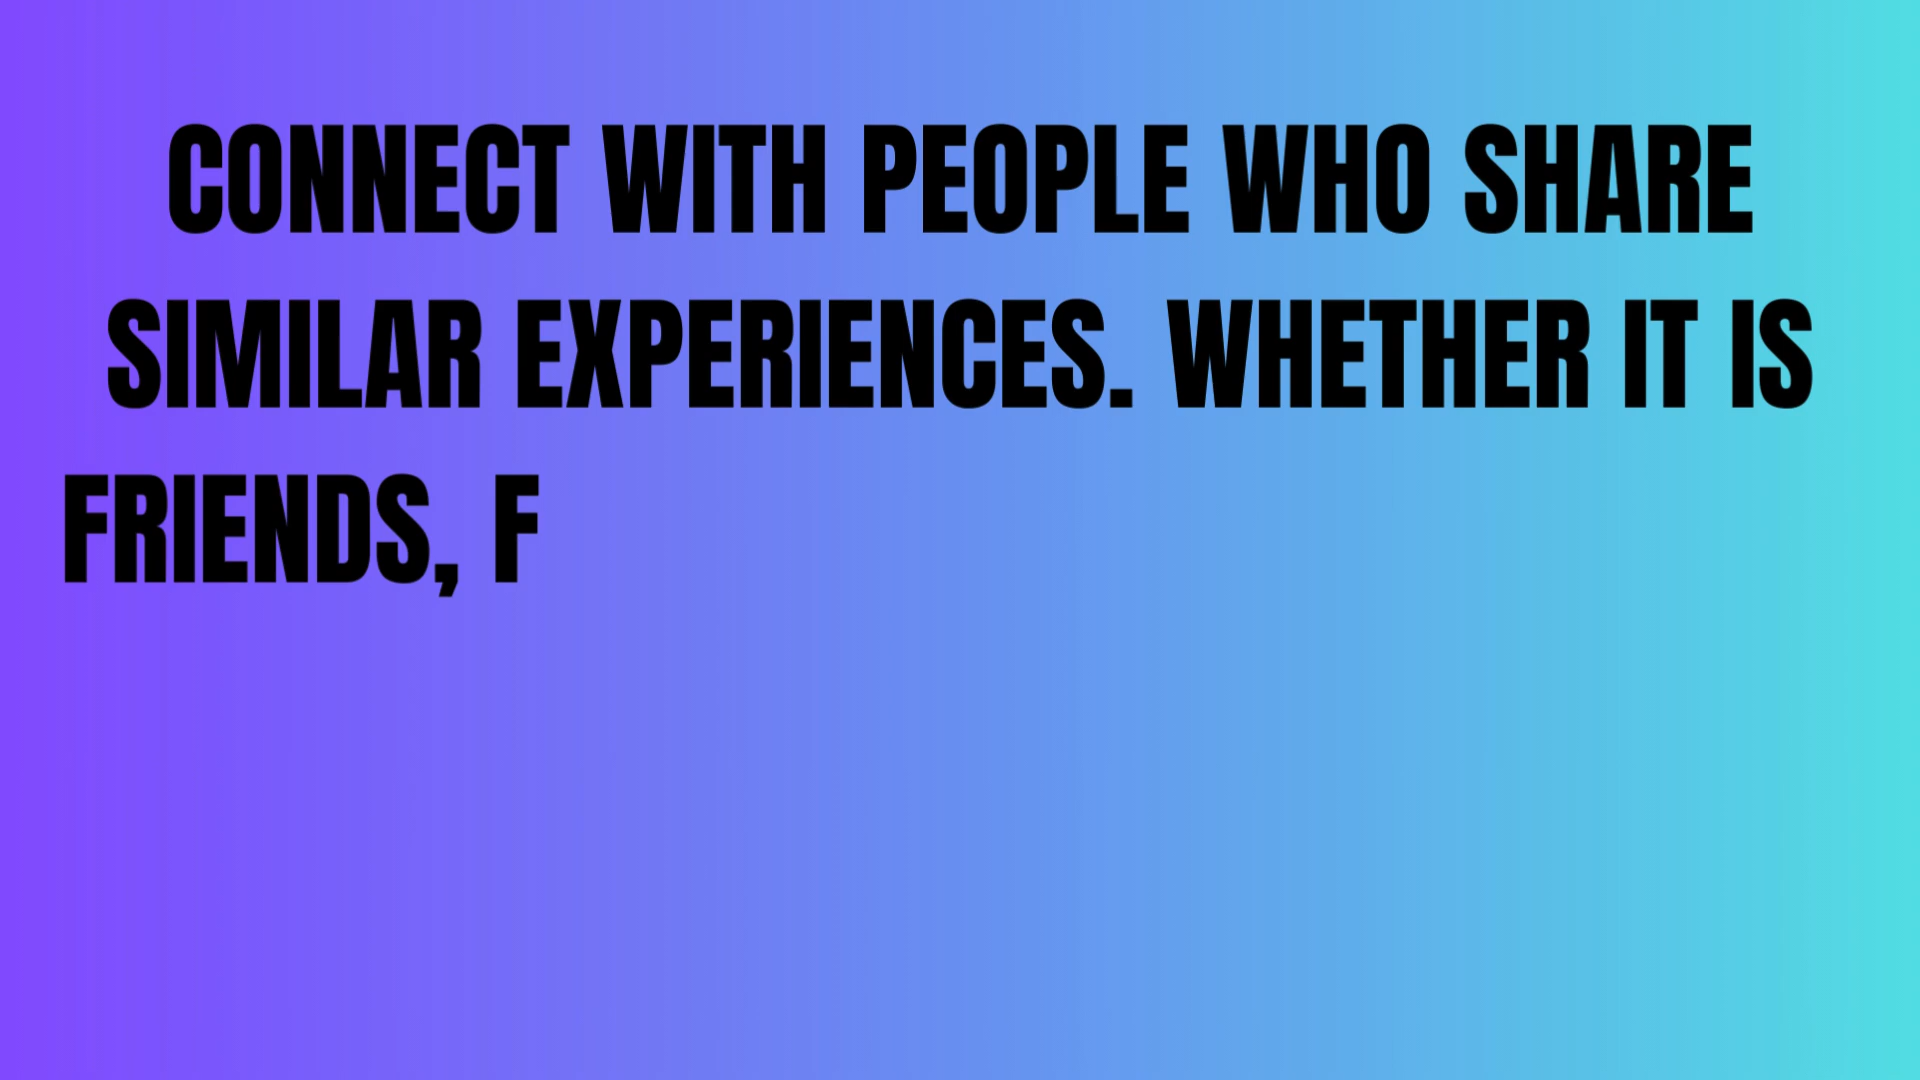 CONNECT WITH PEOPLE WHO SHARE
SIMILAR EXPERIENCES. WHETHER IT IS
FRIENDS, F